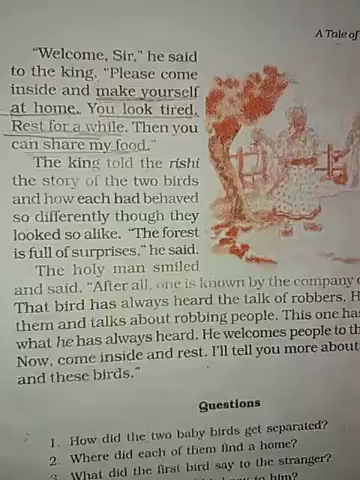 A Tale of
"Welcome, Sir," he said
to the king. "Please come
inside and make yourself
at home. You look tired.
Rest for a while. Then you
can share my food."
The king told the rishi
the story of the two birds
and how each had behaved
so differently though they
looked so alike. "The forest
is full of surprises," he said.
The holy man smiled
and said, "After all, one is known by the company
That bird has always heard the talk of robbers. H
them and talks about robbing people. This one ha
what he has always heard. He welcomes people to th
Now, come inside and rest. I'll tell you more about
and these birds."
Questions
1. How did the two baby birds get separated?
2. Where did each of them find a home?
3. What did the first bird say to the stranger?
to him?